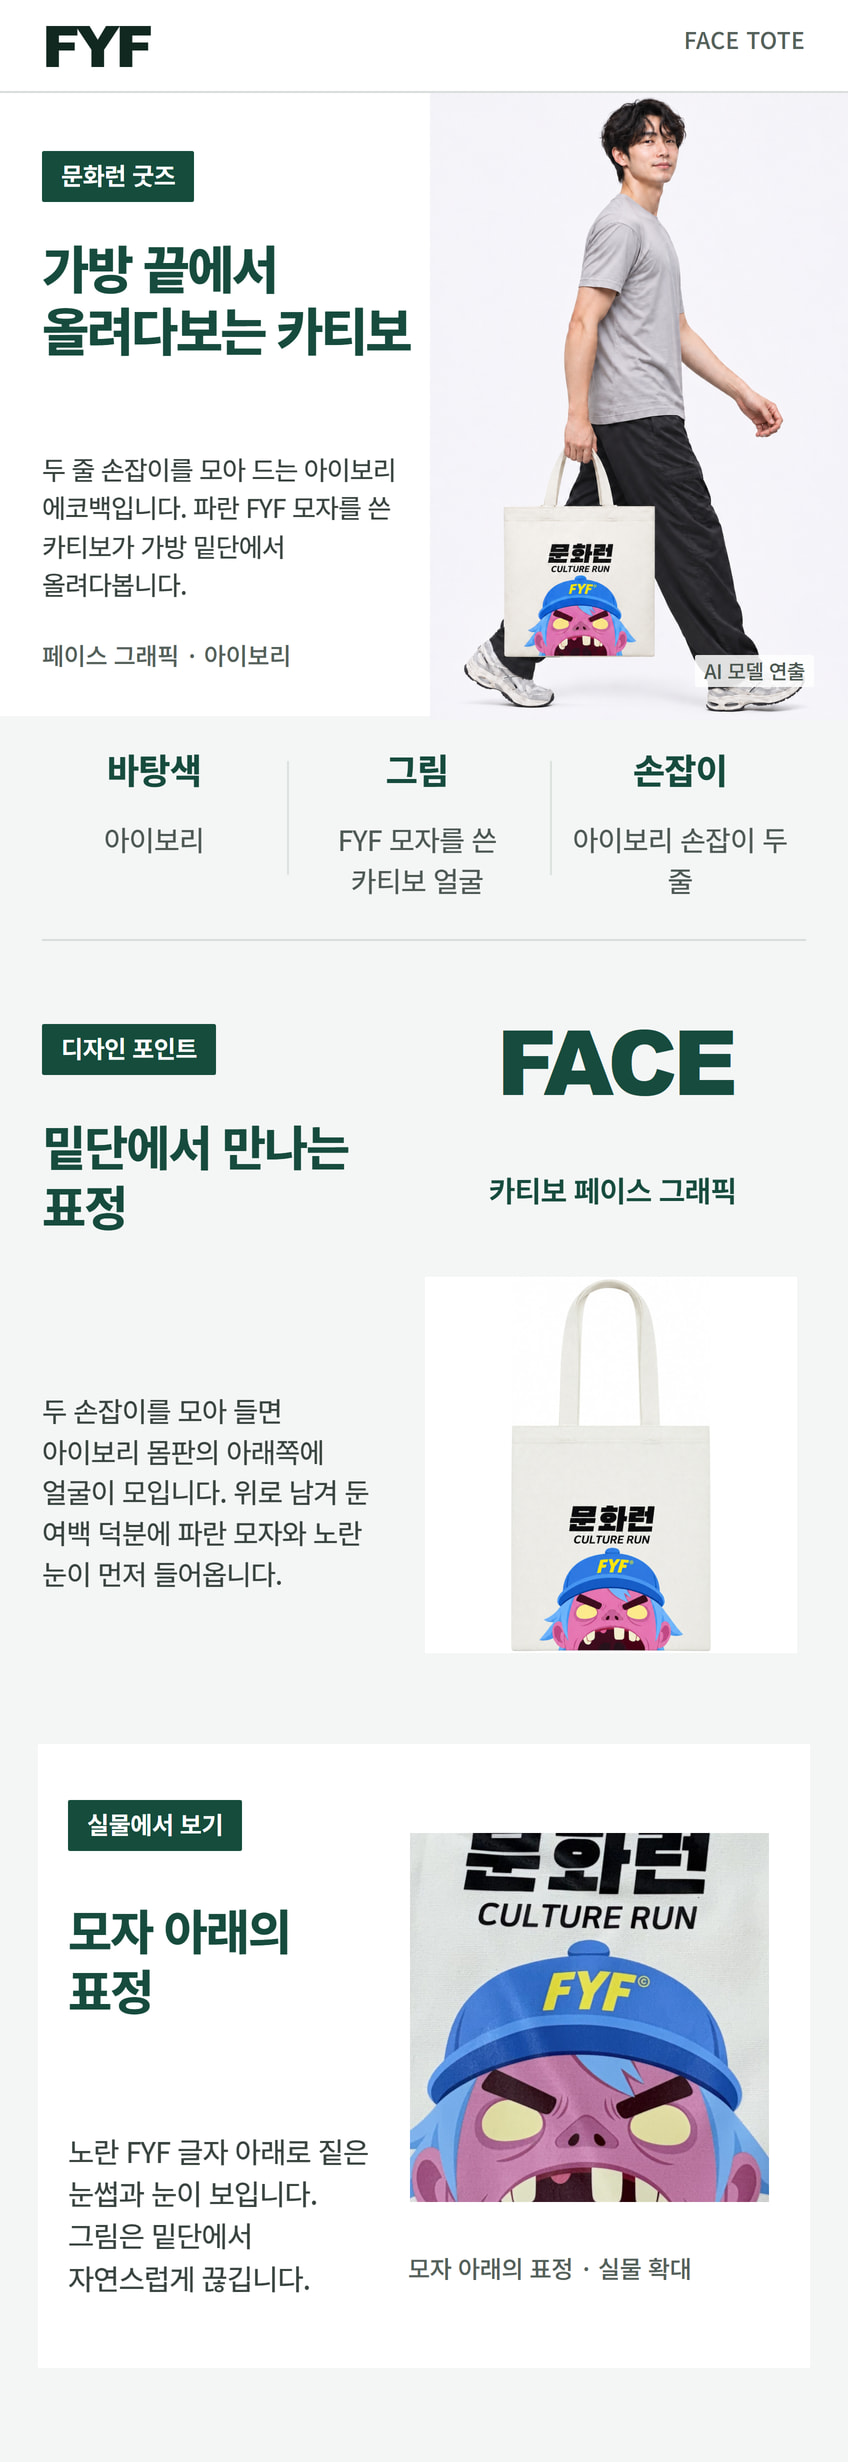 FYF
FACE TOTE
문화런 굿즈
가방 끝에서
올려다보는 카티보
두 줄 손잡이를 모아 드는 아이보리
에코백입니다. 파란 FYF 모자를 쓴
카티보가 가방 밑단에서
올려다봅니다.
페이스 그래픽 · 아이보리
문화런
CULTURE RUN
FYF
AI 모델 연출
바탕색
아이보리
그림
FYF 모자를 쓴
카티보 얼굴
손잡이
아이보리 손잡이 두
줄
디자인 포인트
밑단에서 만나는
표정
두 손잡이를 모아 들면
아이보리 몸판의 아래쪽에
얼굴이 모입니다. 위로 남겨 둔
여백 덕분에 파란 모자와 노란
눈이 먼저 들어옵니다.
FACE
카티보 페이스 그래픽
문화런
CULTURE RUN
FYF
실물에서 보기
모자 아래의
표정
노란 FYF 글자 아래로 짙은
눈썹과 눈이 보입니다.
그림은 밑단에서
자연스럽게 끊깁니다.
문화런
CULTURE RUN
FYF©
모자 아래의 표정 · 실물 확대